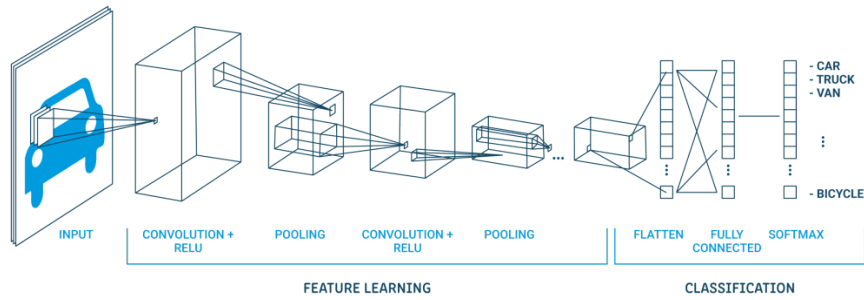 - CAR
- TRUCK
- VAN
- BICYCLE
INPUT
CONVOLUTION +
RELU
POOLING
CONVOLUTION +
RELU
POOLING
FLATTEN
FULLY
CONNECTED
SOFTMAX
FEATURE LEARNING
CLASSIFICATION